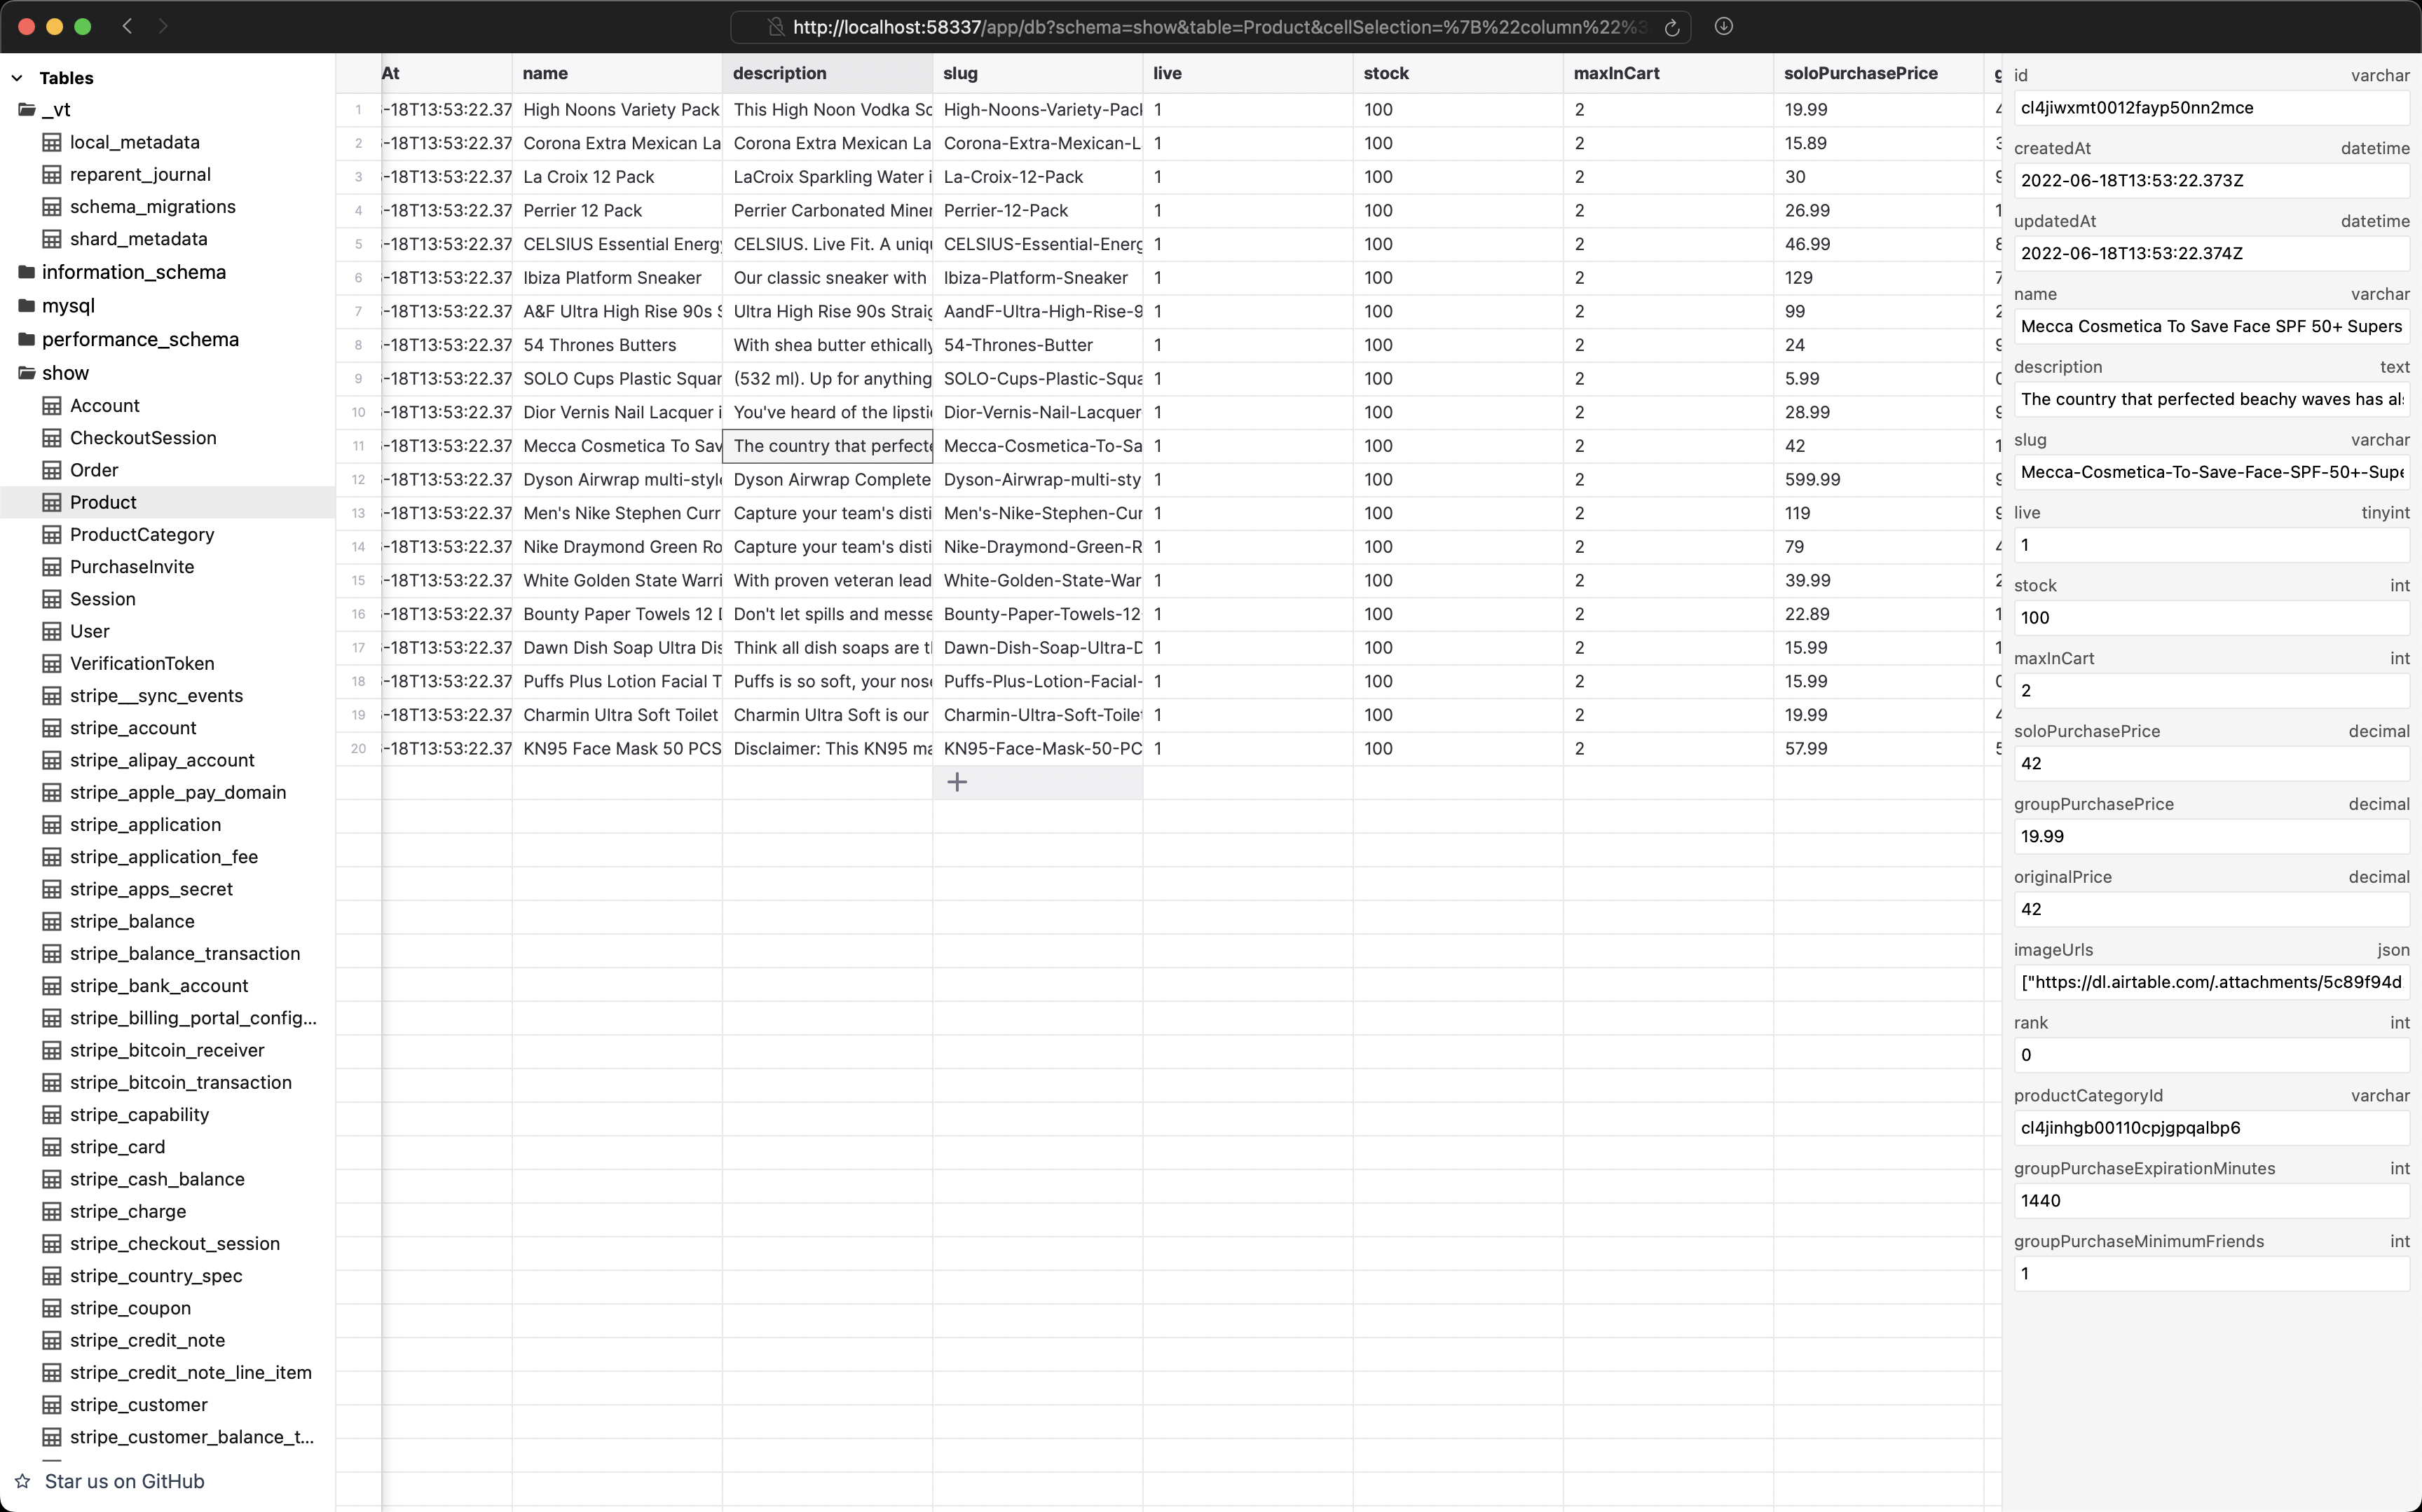 http://localhost:58337/app/db?schema=show&table=Product&cellSelection=%7B%22column%22%3
Tables
_vt
local_metadata
reparent_journal
schema_migrations
shard_metadata
information_schema
mysql
performance_schema
show
Account
CheckoutSession
Order
Product
ProductCategory
PurchaseInvite
Session
User
VerificationToken
stripe__sync_events
stripe_account
stripe_alipay_account
stripe_apple_pay_domain
stripe_application
stripe_application_fee
stripe_apps_secret
stripe_balance
stripe_balance_transaction
stripe_bank_account
stripe_billing_portal_config...
stripe_bitcoin_receiver
stripe_bitcoin_transaction
stripe_capability
stripe_card
stripe_cash_balance
stripe_charge
stripe_checkout_session
stripe_country_spec
stripe_coupon
stripe_credit_note
stripe_credit_note_line_item
stripe_customer
stripe_customer_balance_t...
Star us on GitHub
At name description slug live stock maxInCart soloPurchasePrice
1 -18T13:53:22.37 High Noons Variety Pack This High Noon Vodka So High-Noons-Variety-Pack 1 100 2 19.99
2 -18T13:53:22.37 Corona Extra Mexican La Corona Extra Mexican La Corona-Extra-Mexican-L 1 100 2 15.89
3 -18T13:53:22.37 La Croix 12 Pack LaCroix Sparkling Water i La-Croix-12-Pack 1 100 2 30
4 -18T13:53:22.37 Perrier 12 Pack Perrier Carbonated Miner Perrier-12-Pack 1 100 2 26.99
5 -18T13:53:22.37 CELSIUS Essential Energy CELSIUS. Live Fit. A uniqu CELSIUS-Essential-Energ 1 100 2 46.99
6 -18T13:53:22.37 Ibiza Platform Sneaker Our classic sneaker with Ibiza-Platform-Sneaker 1 100 2 129
7 -18T13:53:22.37 A&F Ultra High Rise 90s S Ultra High Rise 90s Straig AandF-Ultra-High-Rise-9 1 100 2 99
8 -18T13:53:22.37 54 Thrones Butters With shea butter ethically 54-Thrones-Butter 1 100 2 24
9 -18T13:53:22.37 SOLO Cups Plastic Squar (532 ml). Up for anything SOLO-Cups-Plastic-Squa 1 100 2 5.99
10 -18T13:53:22.37 Dior Vernis Nail Lacquer i You've heard of the lipsti Dior-Vernis-Nail-Lacquer 1 100 2 28.99
11 -18T13:53:22.37 Mecca Cosmetica To Sav The country that perfecte Mecca-Cosmetica-To-Sa 1 100 2 42
12 -18T13:53:22.37 Dyson Airwrap multi-style Dyson Airwrap Complete Dyson-Airwrap-multi-sty 1 100 2 599.99
13 -18T13:53:22.37 Men's Nike Stephen Curr Capture your team's disti Men's-Nike-Stephen-Cur 1 100 2 119
14 -18T13:53:22.37 Nike Draymond Green Ro Capture your team's disti Nike-Draymond-Green-R 1 100 2 79
15 -18T13:53:22.37 White Golden State Warri With proven veteran lead White-Golden-State-War 1 100 2 39.99
16 -18T13:53:22.37 Bounty Paper Towels 12 D Don't let spills and messe Bounty-Paper-Towels-12 1 100 2 22.89
17 -18T13:53:22.37 Dawn Dish Soap Ultra Dis Think all dish soaps are t Dawn-Dish-Soap-Ultra-D 1 100 2 15.99
18 -18T13:53:22.37 Puffs Plus Lotion Facial T Puffs is so soft, your nose Puffs-Plus-Lotion-Facial- 1 100 2 15.99
19 -18T13:53:22.37 Charmin Ultra Soft Toilet Charmin Ultra Soft is our Charmin-Ultra-Soft-Toilet 1 100 2 19.99
20 -18T13:53:22.37 KN95 Face Mask 50 PCS Disclaimer: This KN95 ma KN95-Face-Mask-50-PC 1 100 2 57.99
id varchar
cl4jiwxmt0012fayp50nn2mce
createdAt datetime
2022-06-18T13:53:22.373Z
updatedAt datetime
2022-06-18T13:53:22.374Z
name varchar
Mecca Cosmetica To Save Face SPF 50+ Supers
description text
The country that perfected beachy waves has als
slug varchar
Mecca-Cosmetica-To-Save-Face-SPF-50+-Supe
live tinyint
1
stock int
100
maxInCart int
2
soloPurchasePrice decimal
42
groupPurchasePrice decimal
19.99
originalPrice decimal
42
imageUrls json
["https://dl.airtable.com/.attachments/5c89f94d
rank int
0
productCategoryId varchar
cl4jinhgb00110cpjgpqalbp6
groupPurchaseExpirationMinutes int
1440
groupPurchaseMinimumFriends int
1